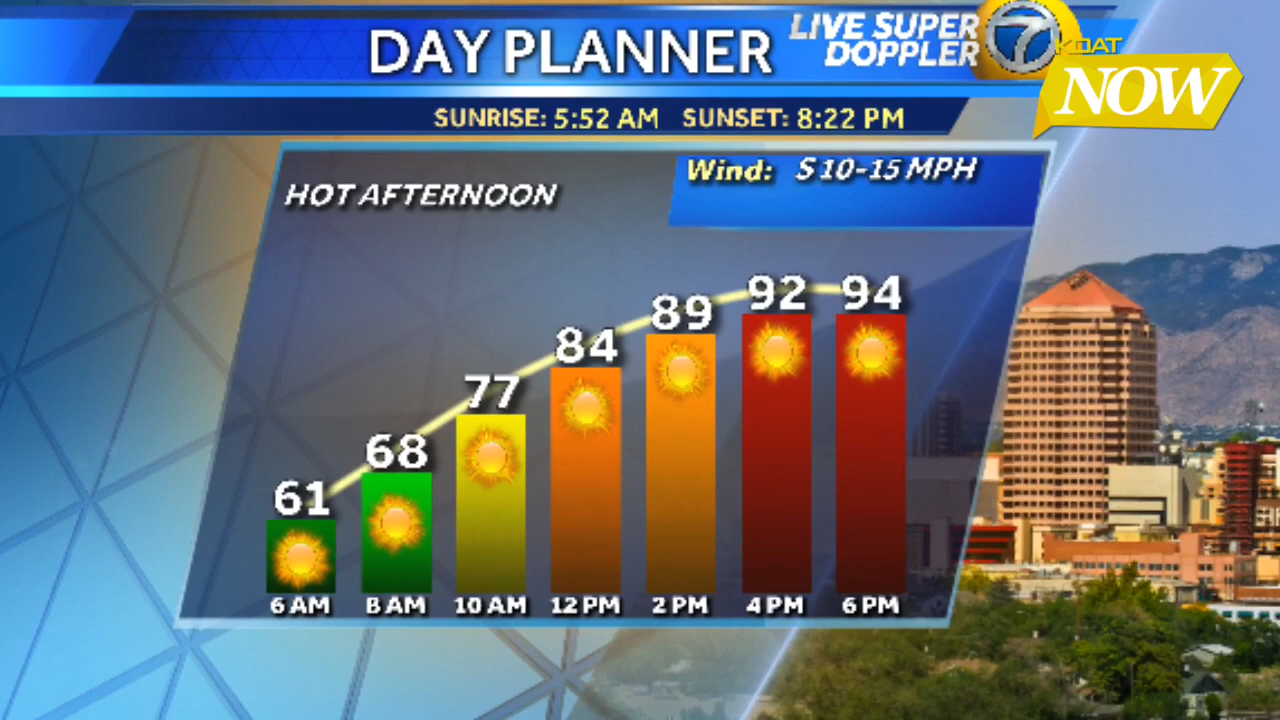 DAY PLANNER
LIVE SUPER
DOPPLER
7
KOAT
NOW
SUNRISE: 5:52 AM SUNSET: 8:22 PM
HOT AFTERNOON
Wind: S 10-15 MPH
61 68 77 84 89 92 94
6 AM 8 AM 10 AM 12 PM 2 PM 4 PM 6 PM